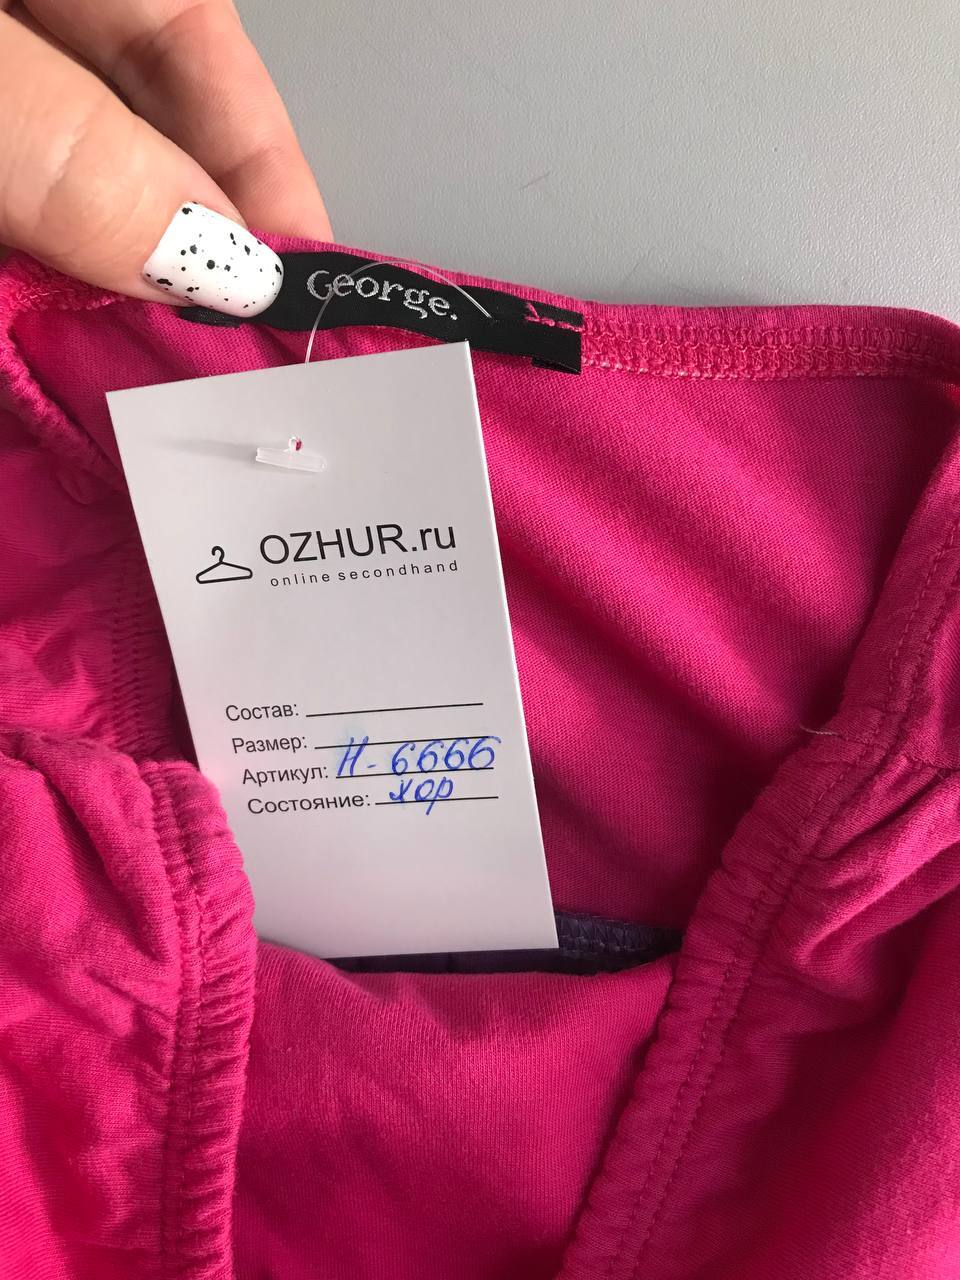 George.
OZHUR.ru
online secondhand
Состав:
Размер:
Артикул: Н-6666
Состояние: хор